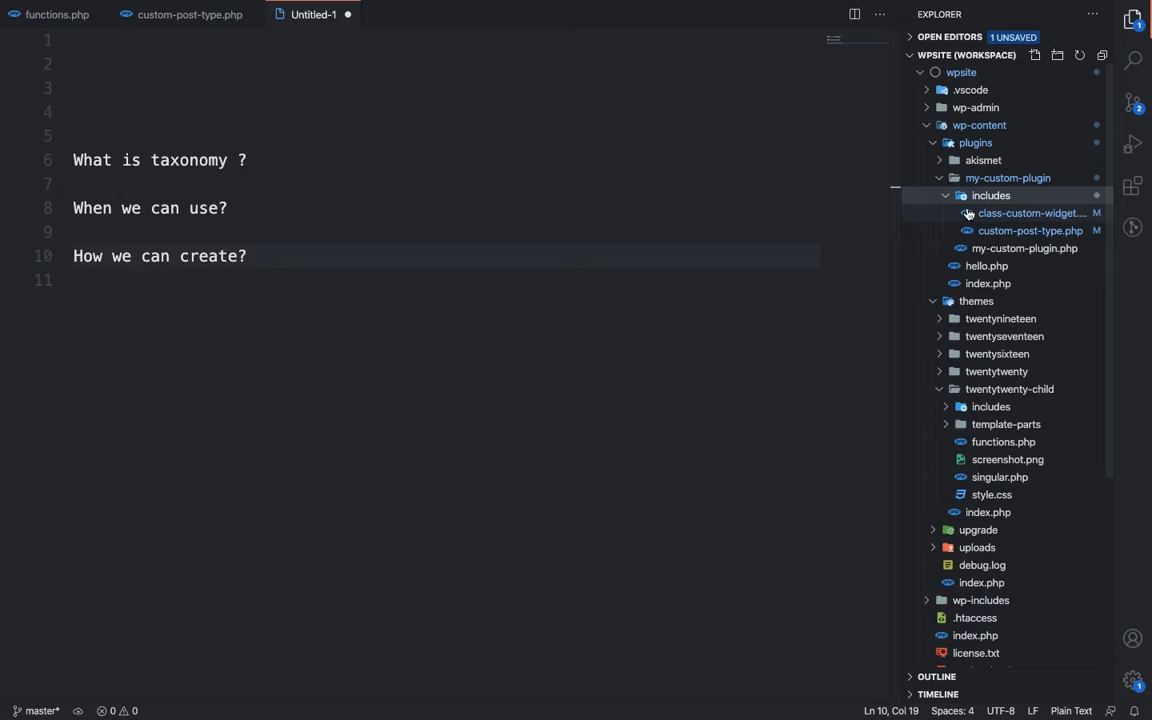 functions.php
custom-post-type.php
Untitled-1
1
2
3
4
5
6 What is taxonomy ?
7
8 When we can use?
9
10 How we can create?
11
EXPLORER
OPEN EDITORS 1 UNSAVED
WPSITE (WORKSPACE)
wpsite
.vscode
wp-admin
wp-content
plugins
akismet
my-custom-plugin
includes
class-custom-widget.... M
custom-post-type.php M
my-custom-plugin.php
hello.php
index.php
themes
twentynineteen
twentyseventeen
twentysixteen
twentytwenty
twentytwenty-child
includes
template-parts
functions.php
screenshot.png
singular.php
style.css
index.php
upgrade
uploads
debug.log
index.php
wp-includes
.htaccess
index.php
license.txt
OUTLINE
TIMELINE
1
2
1
master* 0 0 Ln 10, Col 19 Spaces: 4 UTF-8 LF Plain Text